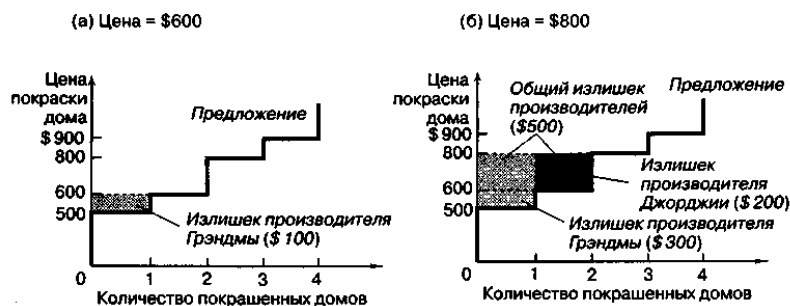 (а) Цена = $600
Цена
покраски
дома
$ 900
800
600
500
0
1
2
3
4
Предложение
Излишек производителя
Грэндмы ($ 100)
Количество покрашенных домов
(б) Цена = $800
Цена
покраски
дома
$ 900
800
600
500
0
1
2
3
4
Общий излишек
производителей
($500)
Предложение
Излишек
производителя
Джорджии ($ 200)
Излишек производителя
Грэндмы ($ 300)
Количество покрашенных домов